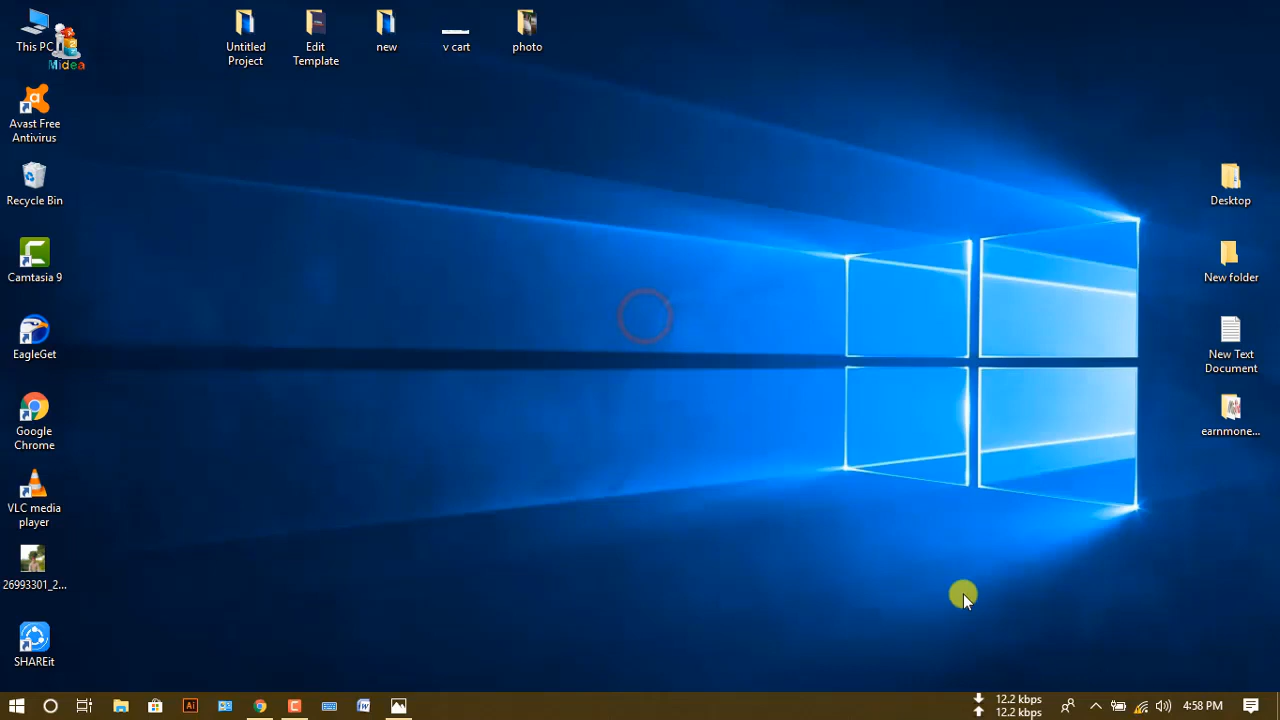 This PC
Midea
Untitled
Project
Edit
Template
new
v cart
photo
Avast Free
Antivirus
Recycle Bin
Camtasia 9
EagleGet
Google
Chrome
VLC media
player
26993301_2...
SHAREit
Desktop
New folder
New Text
Document
earnmone...
Ai
W
12.2 kbps
12.2 kbps
4:58 PM